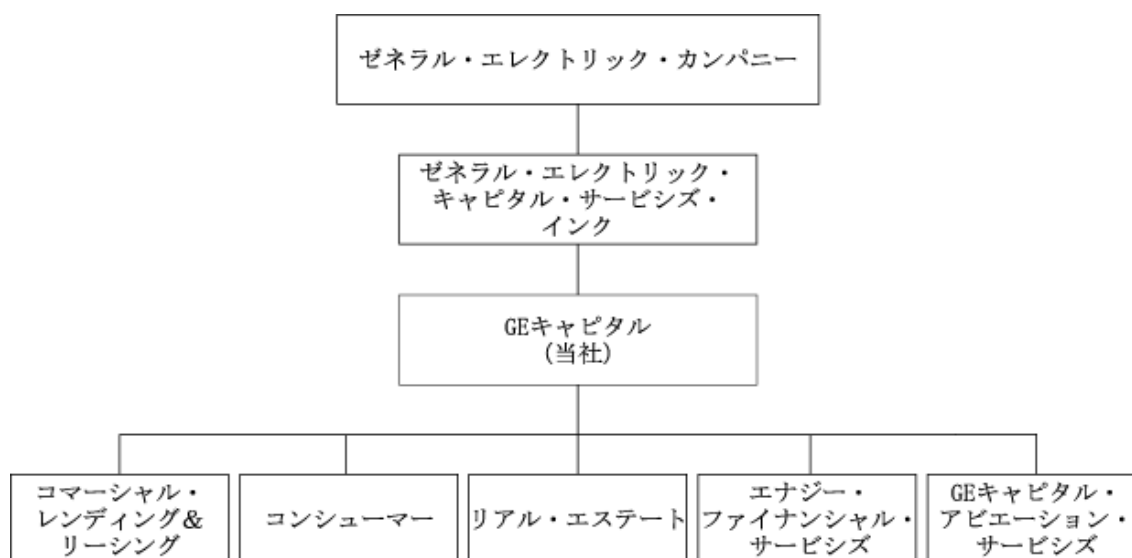 ゼネラル・エレクトリック・カンパニー
ゼネラル・エレクトリック・
キャピタル・サービシズ・
インク
GEキャピタル
(当社)
コマーシャル・
レンディング＆
リーシング
コンシューマー
リアル・エステート
エナジー・
ファイナンシャル・
サービシズ
GEキャピタル・
アビエーション・
サービシズ